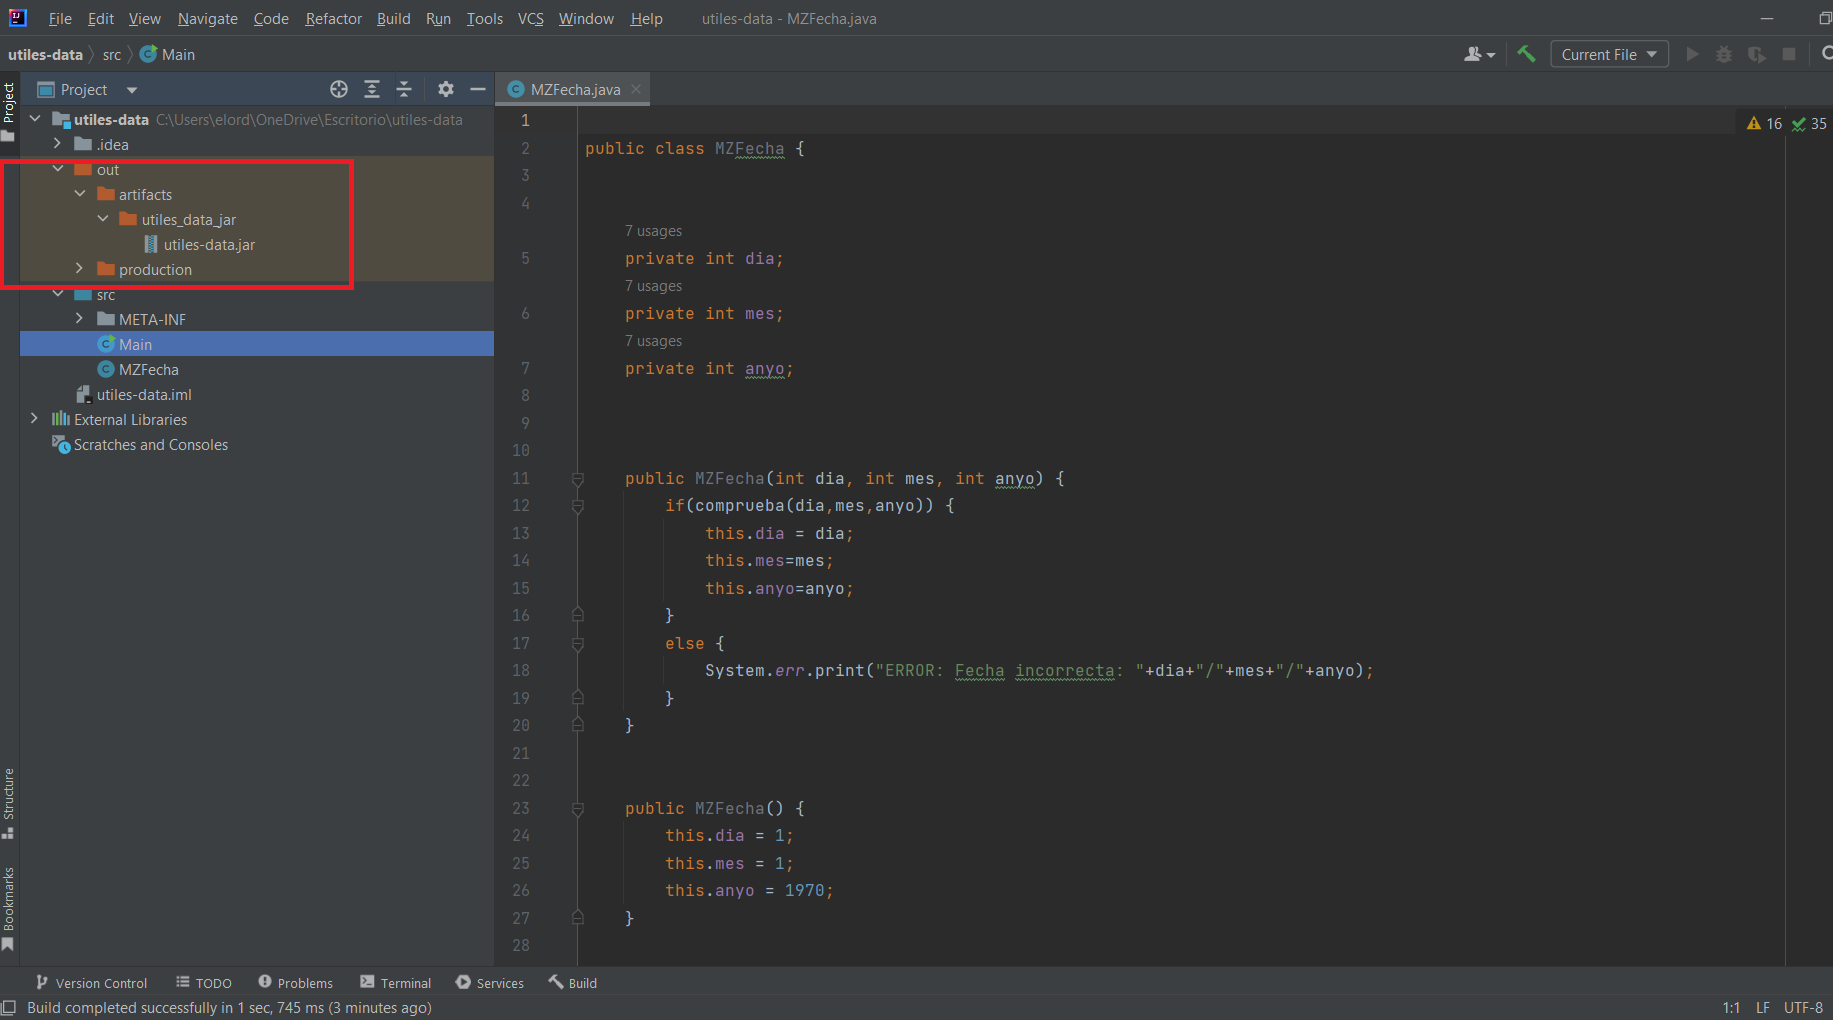 File Edit View Navigate Code Refactor Build Run Tools VCS Window Help utiles-data - MZFecha.java
utiles-data src Main
Current File
Project
Project
MZFecha.java
utiles-data C:\Users\elord\OneDrive\Escritorio\utiles-data
.idea
out
artifacts
utiles_data_jar
utiles-data.jar
production
src
META-INF
Main
MZFecha
utiles-data.iml
External Libraries
Scratches and Consoles
Structure
Bookmarks
16 35
1
2 public class MZFecha {
3
4
7 usages
5 private int dia;
7 usages
6 private int mes;
7 usages
7 private int anyo;
8
9
10
11 public MZFecha(int dia, int mes, int anyo) {
12 if(comprueba(dia,mes,anyo)) {
13 this.dia = dia;
14 this.mes=mes;
15 this.anyo=anyo;
16 }
17 else {
18 System.err.print("ERROR: Fecha incorrecta: "+dia+"/"+mes+"/"+anyo);
19 }
20 }
21
22
23 public MZFecha() {
24 this.dia = 1;
25 this.mes = 1;
26 this.anyo = 1970;
27 }
28
Version Control TODO Problems Terminal Services Build
Build completed successfully in 1 sec, 745 ms (3 minutes ago) 1:1 LF UTF-8